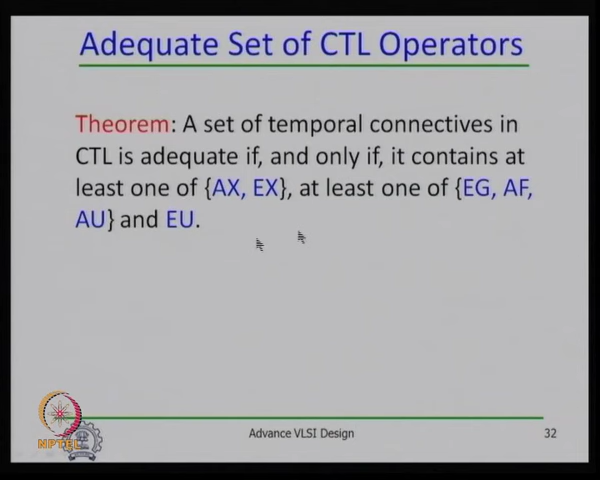 Adequate Set of CTL Operators
Theorem: A set of temporal connectives in
CTL is adequate if, and only if, it contains at
least one of {AX, EX}, at least one of {EG, AF,
AU} and EU.
NPTEL
Advance VLSI Design
32